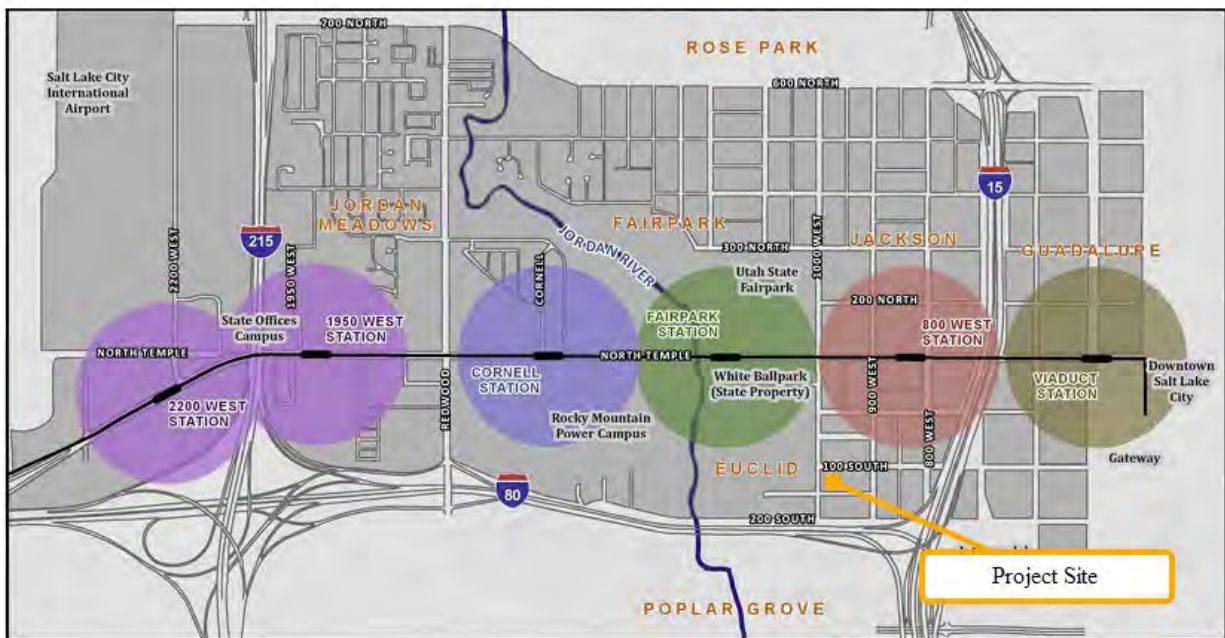 700 NORTH
ROSE PARK
Salt Lake City
International
Airport
600 NORTH
15
JORDAN
MEADOWS
FAIRPARK
1000 WEST
JACKSON
215
2200 WEST
1950 WEST
CORNELL
JORDAN RIVER
300 NORTH
GUADALUPE
Utah State
Fairpark
200 NORTH
State Offices
Campus
1950 WEST
STATION
FAIRPARK
STATION
800 WEST
STATION
NORTH TEMPLE
NORTH TEMPLE
CORNELL
STATION
White Ballpark
(State Property)
VIADUCT
STATION
Downtown
Salt Lake
City
2200 WEST
STATION
REDWOOD
Rocky Mountain
Power Campus
900 WEST
800 WEST
Gateway
EUCLID
100 SOUTH
80
200 SOUTH
Project Site
POPLAR GROVE